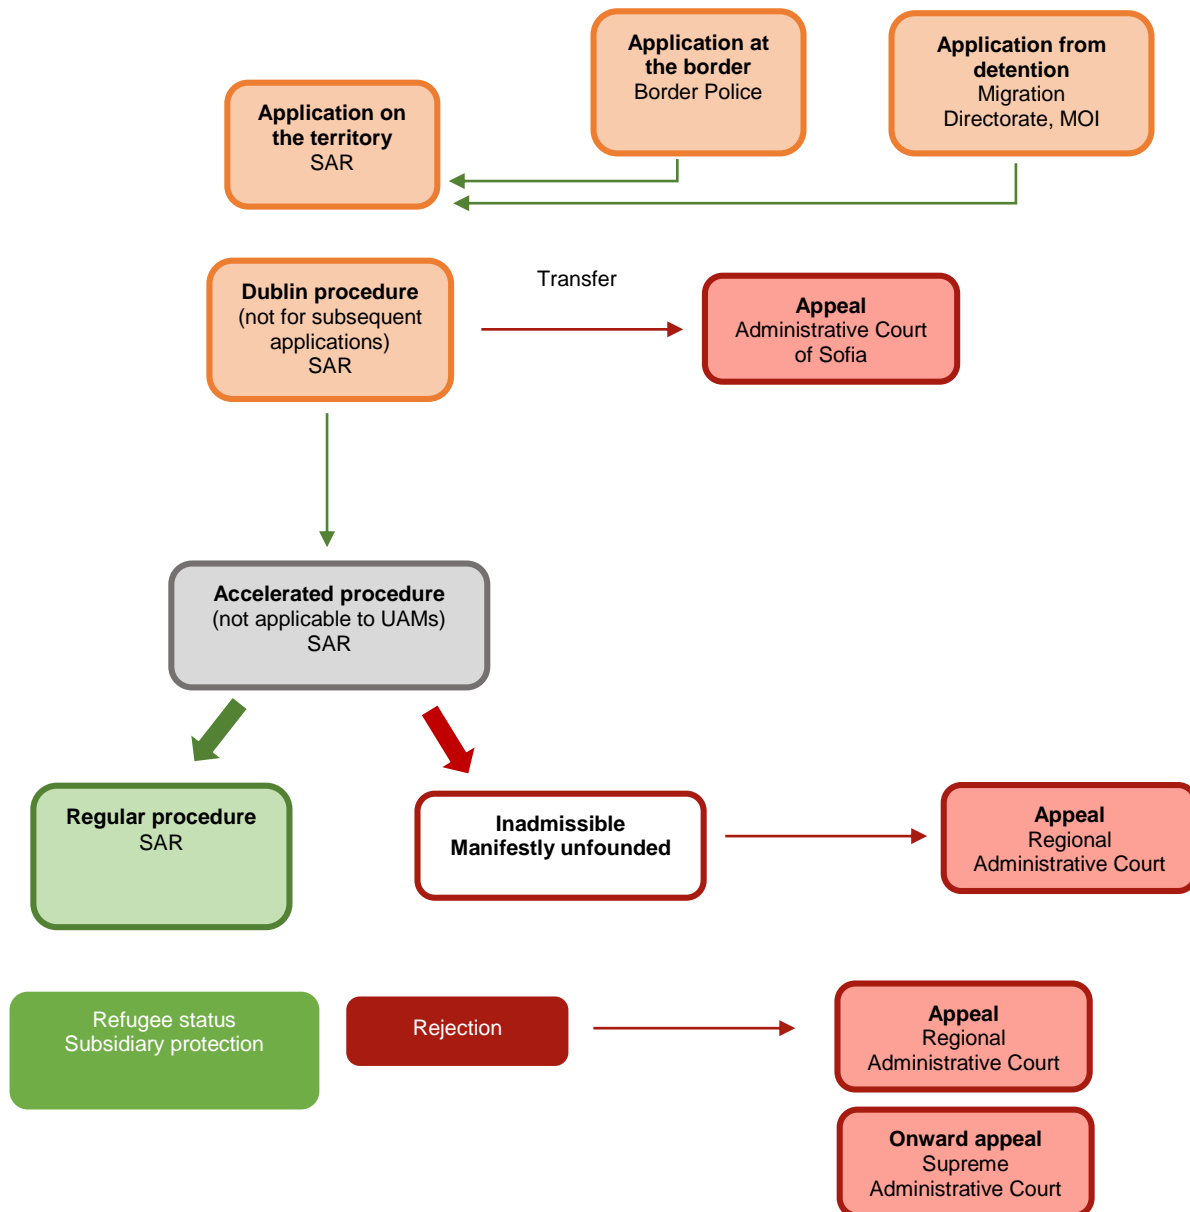 Application on
the territory
SAR
Application at
the border
Border Police
Application from
detention
Migration
Directorate, MOI
Dublin procedure
(not for subsequent
applications)
SAR
Transfer
Appeal
Administrative Court
of Sofia
Accelerated procedure
(not applicable to UAMs)
SAR
Regular procedure
SAR
Inadmissible
Manifestly unfounded
Appeal
Regional
Administrative Court
Refugee status
Subsidiary protection
Rejection
Appeal
Regional
Administrative Court
Onward appeal
Supreme
Administrative Court